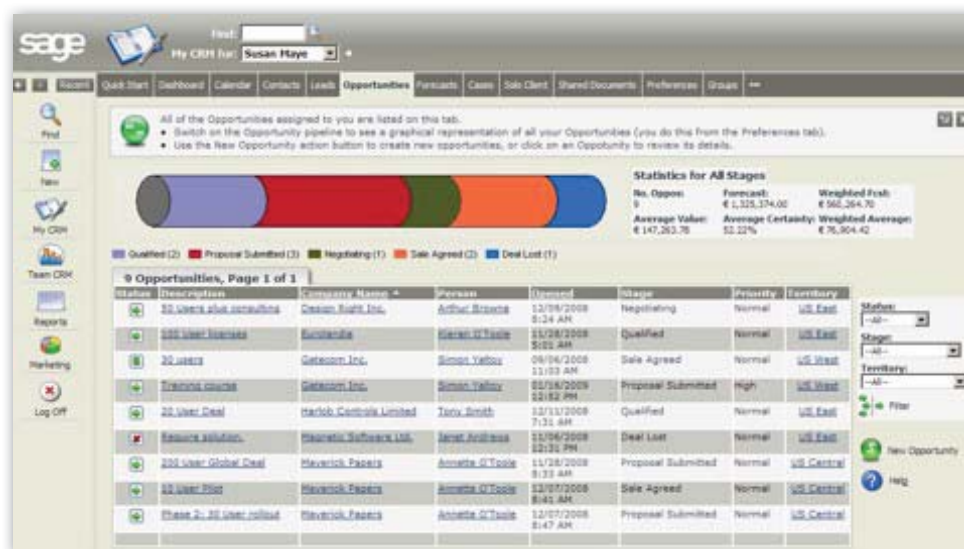 sage
Find:
My CRM for: Susan Maye
Recent Quick Start Dashboard Calendar Contacts Leads Opportunities Forecasts Cases Solo Client Shared Documents Preferences Groups
Find
New
My CRM
Team CRM
Reports
Marketing
Log Off
All of the Opportunities assigned to you are listed on this tab.
• Switch on the Opportunity pipeline to see a graphical representation of all your Opportunities (you do this from the Preferences tab).
• Use the New Opportunity action button to create new opportunities, or click on an Oppotunity to review its details.
Statistics for All Stages
No. Oppos: Forecast: Weighted Fcst:
9 € 1,325,374.00 € 560,264.70
Average Value: Average Certainty: Weighted Average:
€ 147,263.78 52.22% € 76,904.42
Qualified (2) Proposal Submitted (3) Negotiating (1) Sale Agreed (2) Deal Lost (1)
9 Opportunities, Page 1 of 1
Status Description Company Name Person Opened Stage Priority Territory
50 Users plus consulting Design Right Inc. Arthur Browne 12/09/2008 8:24 AM Negotiating Normal US East
100 User licenses Eurolandia Kieran O'Toole 11/28/2008 5:01 AM Qualified Normal US East
30 users Gatecom Inc. Simon Yaltoy 09/06/2008 11:03 AM Sale Agreed Normal US West
Training course Gatecom Inc. Simon Yaltoy 01/16/2009 12:52 PM Proposal Submitted High US West
20 User Deal Harlob Controls Limited Tony Smith 12/11/2008 7:31 AM Qualified Normal US East
Require solution. Magnetic Software Ltd. Janet Andrews 11/06/2008 12:31 PM Deal Lost Normal US East
200 User Global Deal Maverick Papers Annette O'Toole 11/28/2008 8:33 AM Proposal Submitted Normal US Central
10 User Pilot Maverick Papers Annette O'Toole 12/07/2008 8:41 AM Sale Agreed Normal US Central
Phase 2: 30 User rollout Maverick Papers Annette O'Toole 12/07/2008 8:47 AM Proposal Submitted Normal US Central
Status:
--All--
Stage:
--All--
Territory:
--All--
Filter
New Opportunity
Help